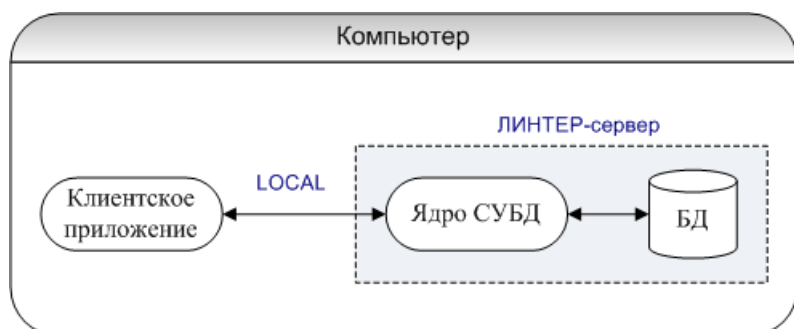 Компьютер
ЛИНТЕР-сервер
LOCAL
Клиентское
приложение
Ядро СУБД
БД